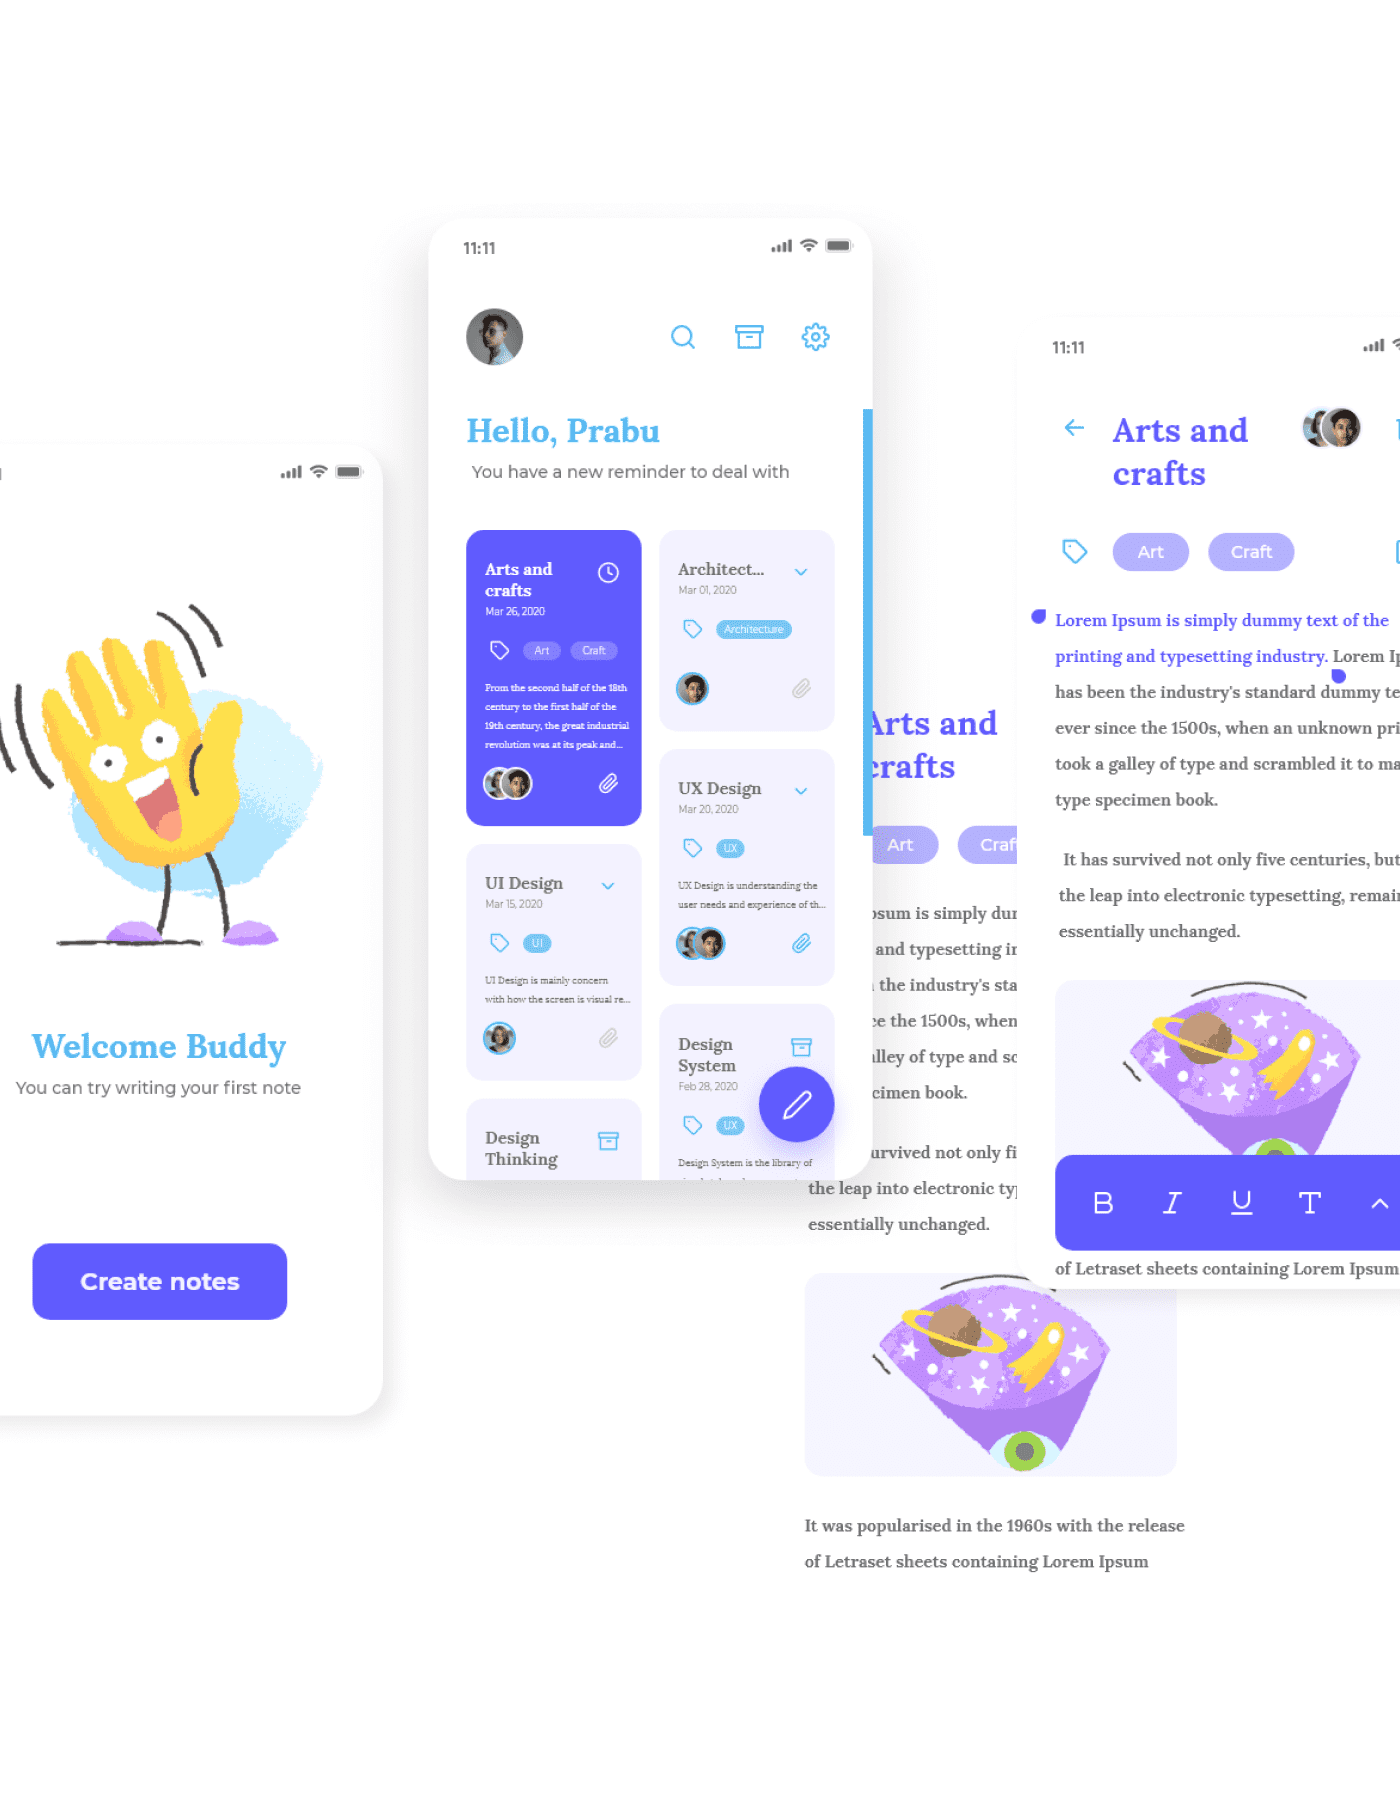 11:11
Hello, Prabu
You have a new reminder to deal with
Arts and
crafts
Mar 26, 2020
Art
Craft
From the second half of the 18th
century to the first half of the
19th century, the great industrial
revolution was at its peak and...
UI Design
Mar 15, 2020
UI
UI Design is mainly concern
with how the screen is visual re...
Design
Thinking
Architect...
Mar 01, 2020
Architecture
UX Design
Mar 20, 2020
UX
UX Design is understanding the
user needs and experience of th...
Design
System
Feb 28, 2020
UX
Design System is the library of
Welcome Buddy
You can try writing your first note
Create notes
11:11
Arts and
crafts
Art
Craft
Lorem Ipsum is simply dummy text of the
printing and typesetting industry. Lorem Ip
has been the industry's standard dummy te
ever since the 1500s, when an unknown pri
took a galley of type and scrambled it to ma
type specimen book.
It has survived not only five centuries, but
the leap into electronic typesetting, remain
essentially unchanged.
B I U T
of Letraset sheets containing Lorem Ipsum
Arts and
crafts
Art
Craf
psum is simply dur
and typesetting in
the industry's sta
ce the 1500s, when
alley of type and sc
cimen book.
urvived not only fi
the leap into electronic typ
essentially unchanged.
It was popularised in the 1960s with the release
of Letraset sheets containing Lorem Ipsum